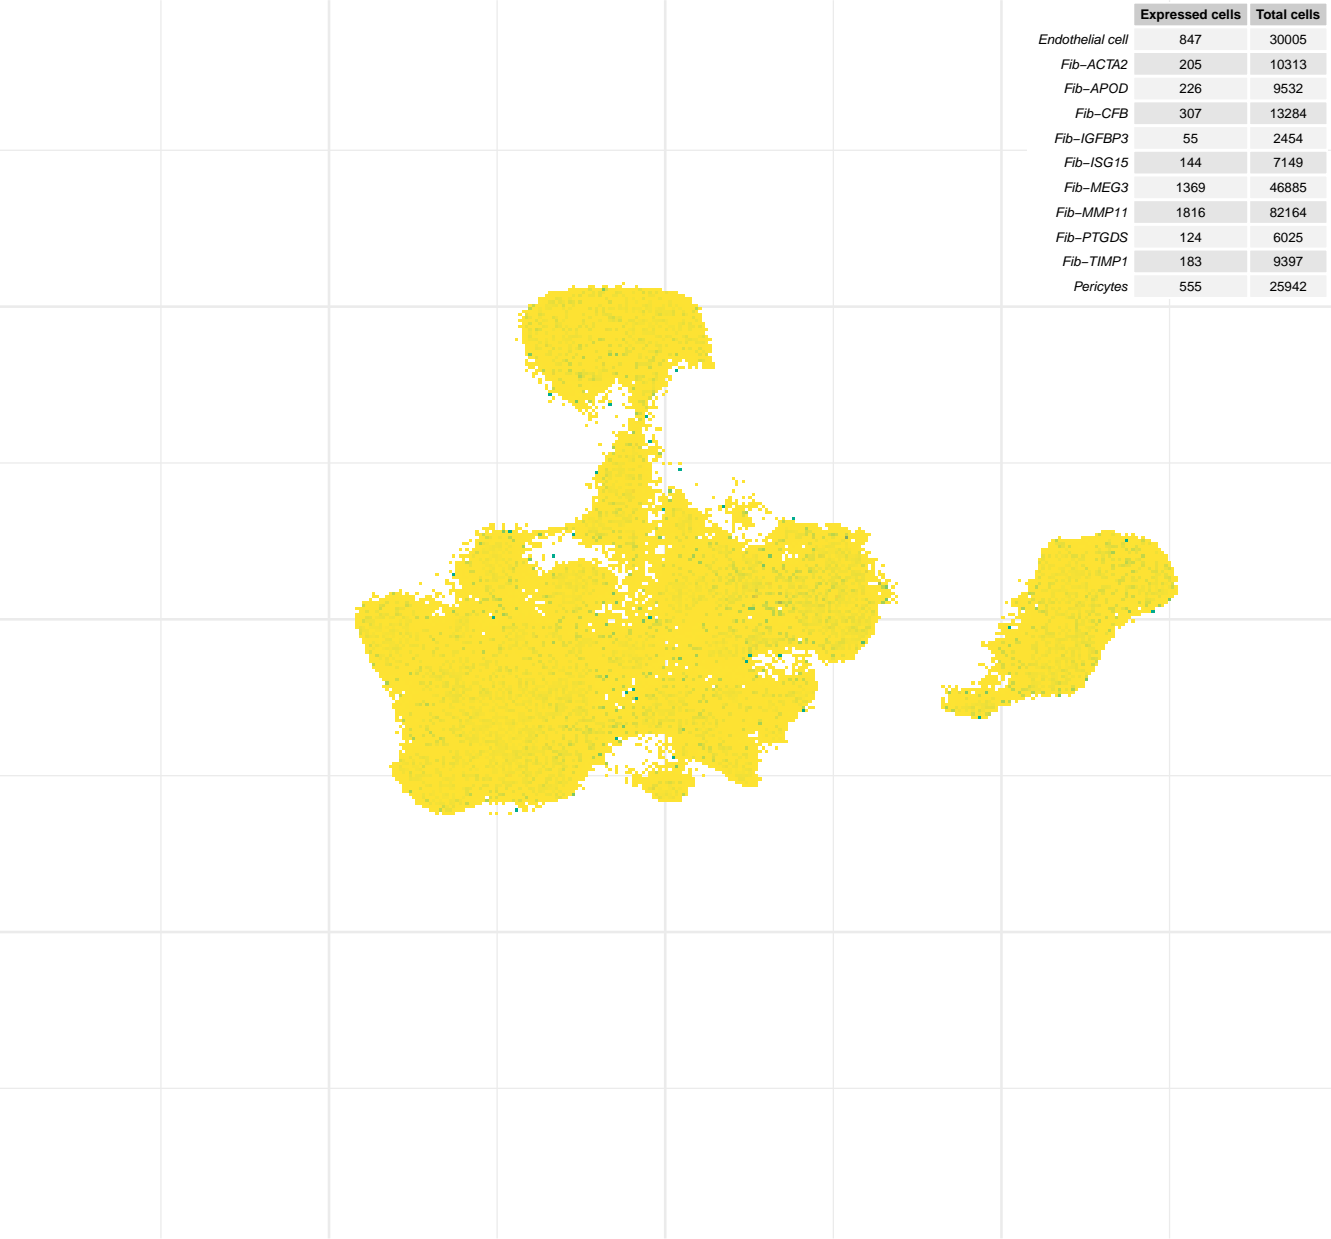 Expressed cells Total cells
Endothelial cell 847 30005
Fib−ACTA2 205 10313
Fib−APOD 226 9532
Fib−CFB 307 13284
Fib−IGFBP3 55 2454
Fib−ISG15 144 7149
Fib−MEG3 1369 46885
Fib−MMP11 1816 82164
Fib−PTGDS 124 6025
Fib−TIMP1 183 9397
Pericytes 555 25942